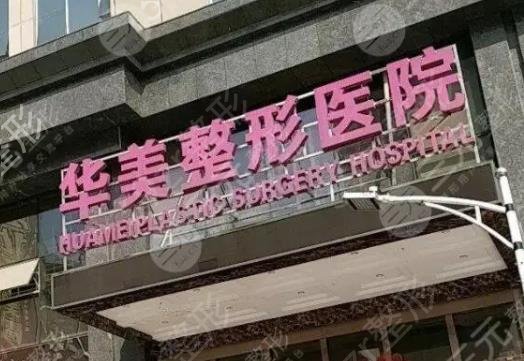 华美整形医院
HUAMEI PLASTIC SURGERY HOSPITAL